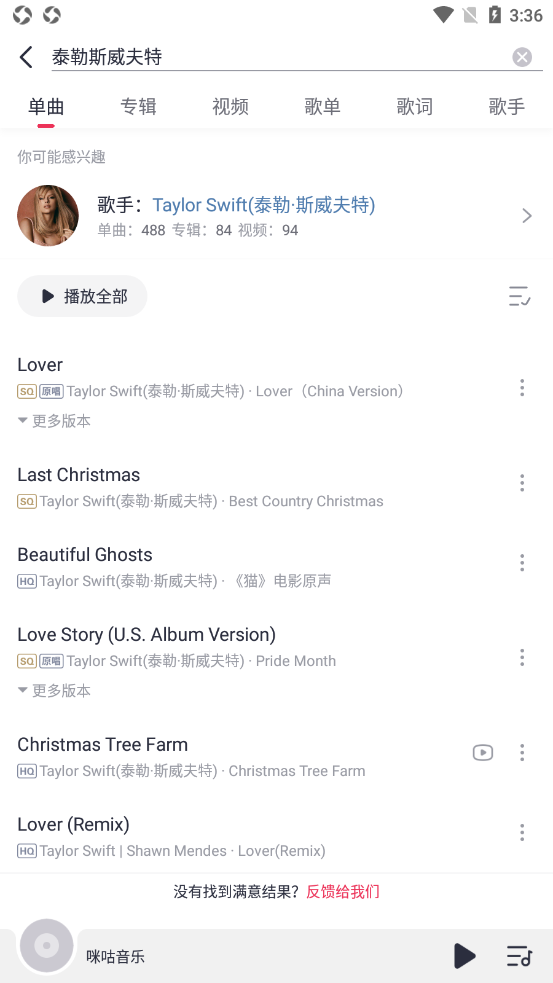 3:36
泰勒斯威夫特
单曲 专辑 视频 歌单 歌词 歌手
你可能感兴趣
歌手：Taylor Swift(泰勒·斯威夫特)
单曲：488 专辑：84 视频：94
播放全部
Lover
SQ 原唱 Taylor Swift(泰勒·斯威夫特) · Lover（China Version）
更多版本
Last Christmas
SQ Taylor Swift(泰勒·斯威夫特) · Best Country Christmas
Beautiful Ghosts
HQ Taylor Swift(泰勒·斯威夫特) · 《猫》电影原声
Love Story (U.S. Album Version)
SQ 原唱 Taylor Swift(泰勒·斯威夫特) · Pride Month
更多版本
Christmas Tree Farm
HQ Taylor Swift(泰勒·斯威夫特) · Christmas Tree Farm
Lover (Remix)
HQ Taylor Swift | Shawn Mendes · Lover(Remix)
没有找到满意结果？反馈给我们
咪咕音乐